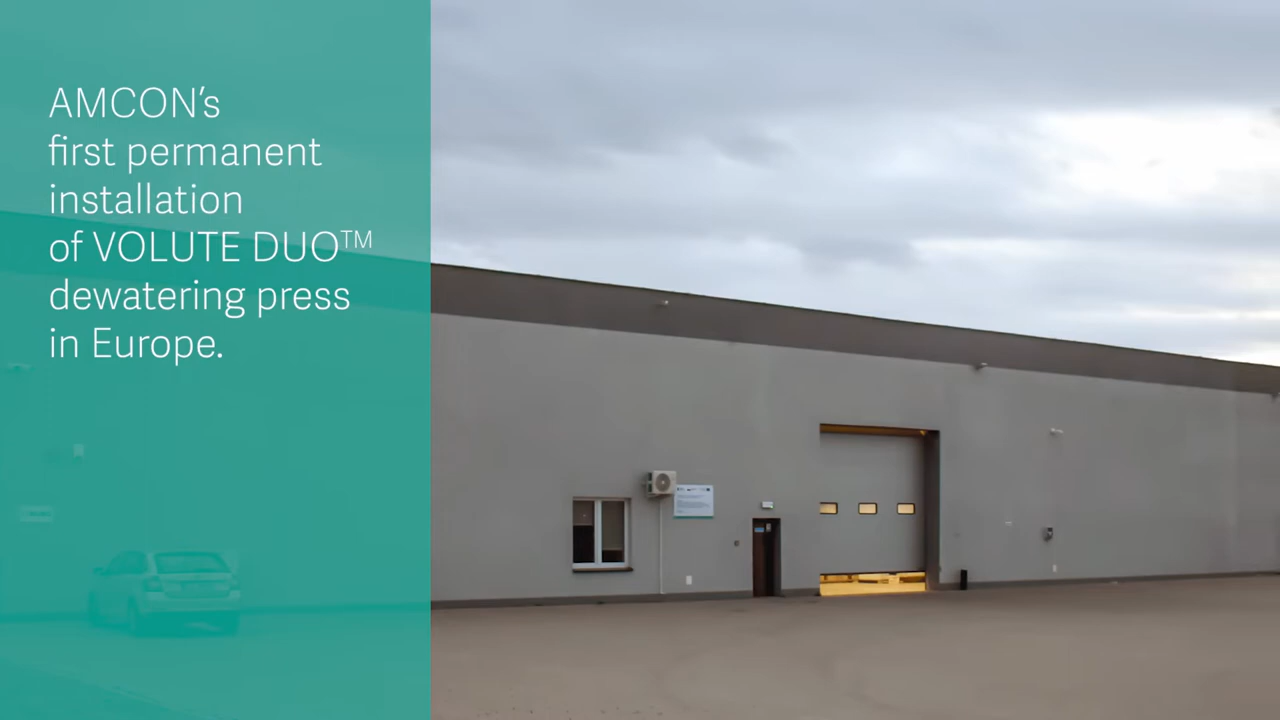 AMCON’s
first permanent
installation
of VOLUTE DUO™
dewatering press
in Europe.